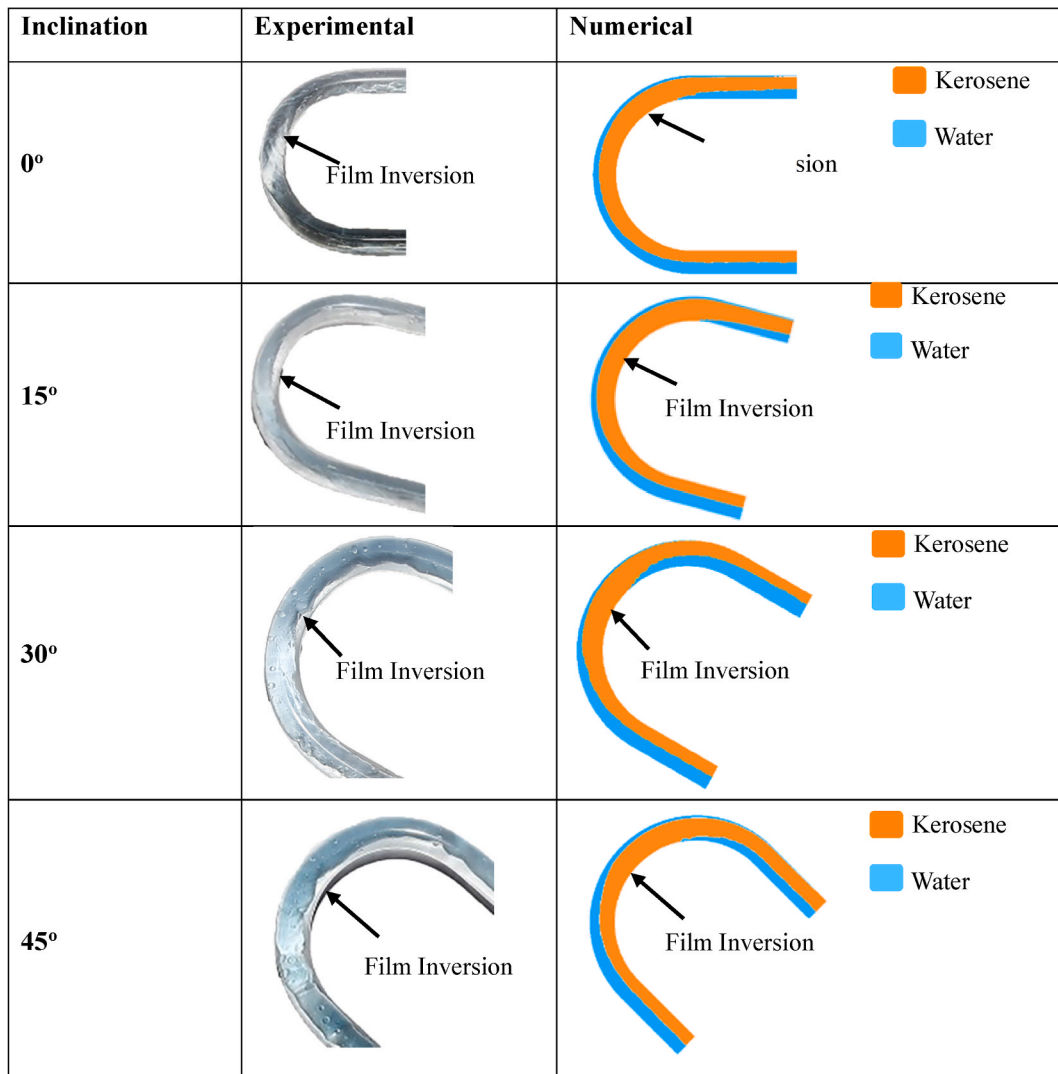 Inclination Experimental Numerical
0º
Film Inversion
Kerosene
Water
sion
15º
Film Inversion
Kerosene
Water
Film Inversion
30º
Film Inversion
Kerosene
Water
Film Inversion
45º
Film Inversion
Kerosene
Water
Film Inversion